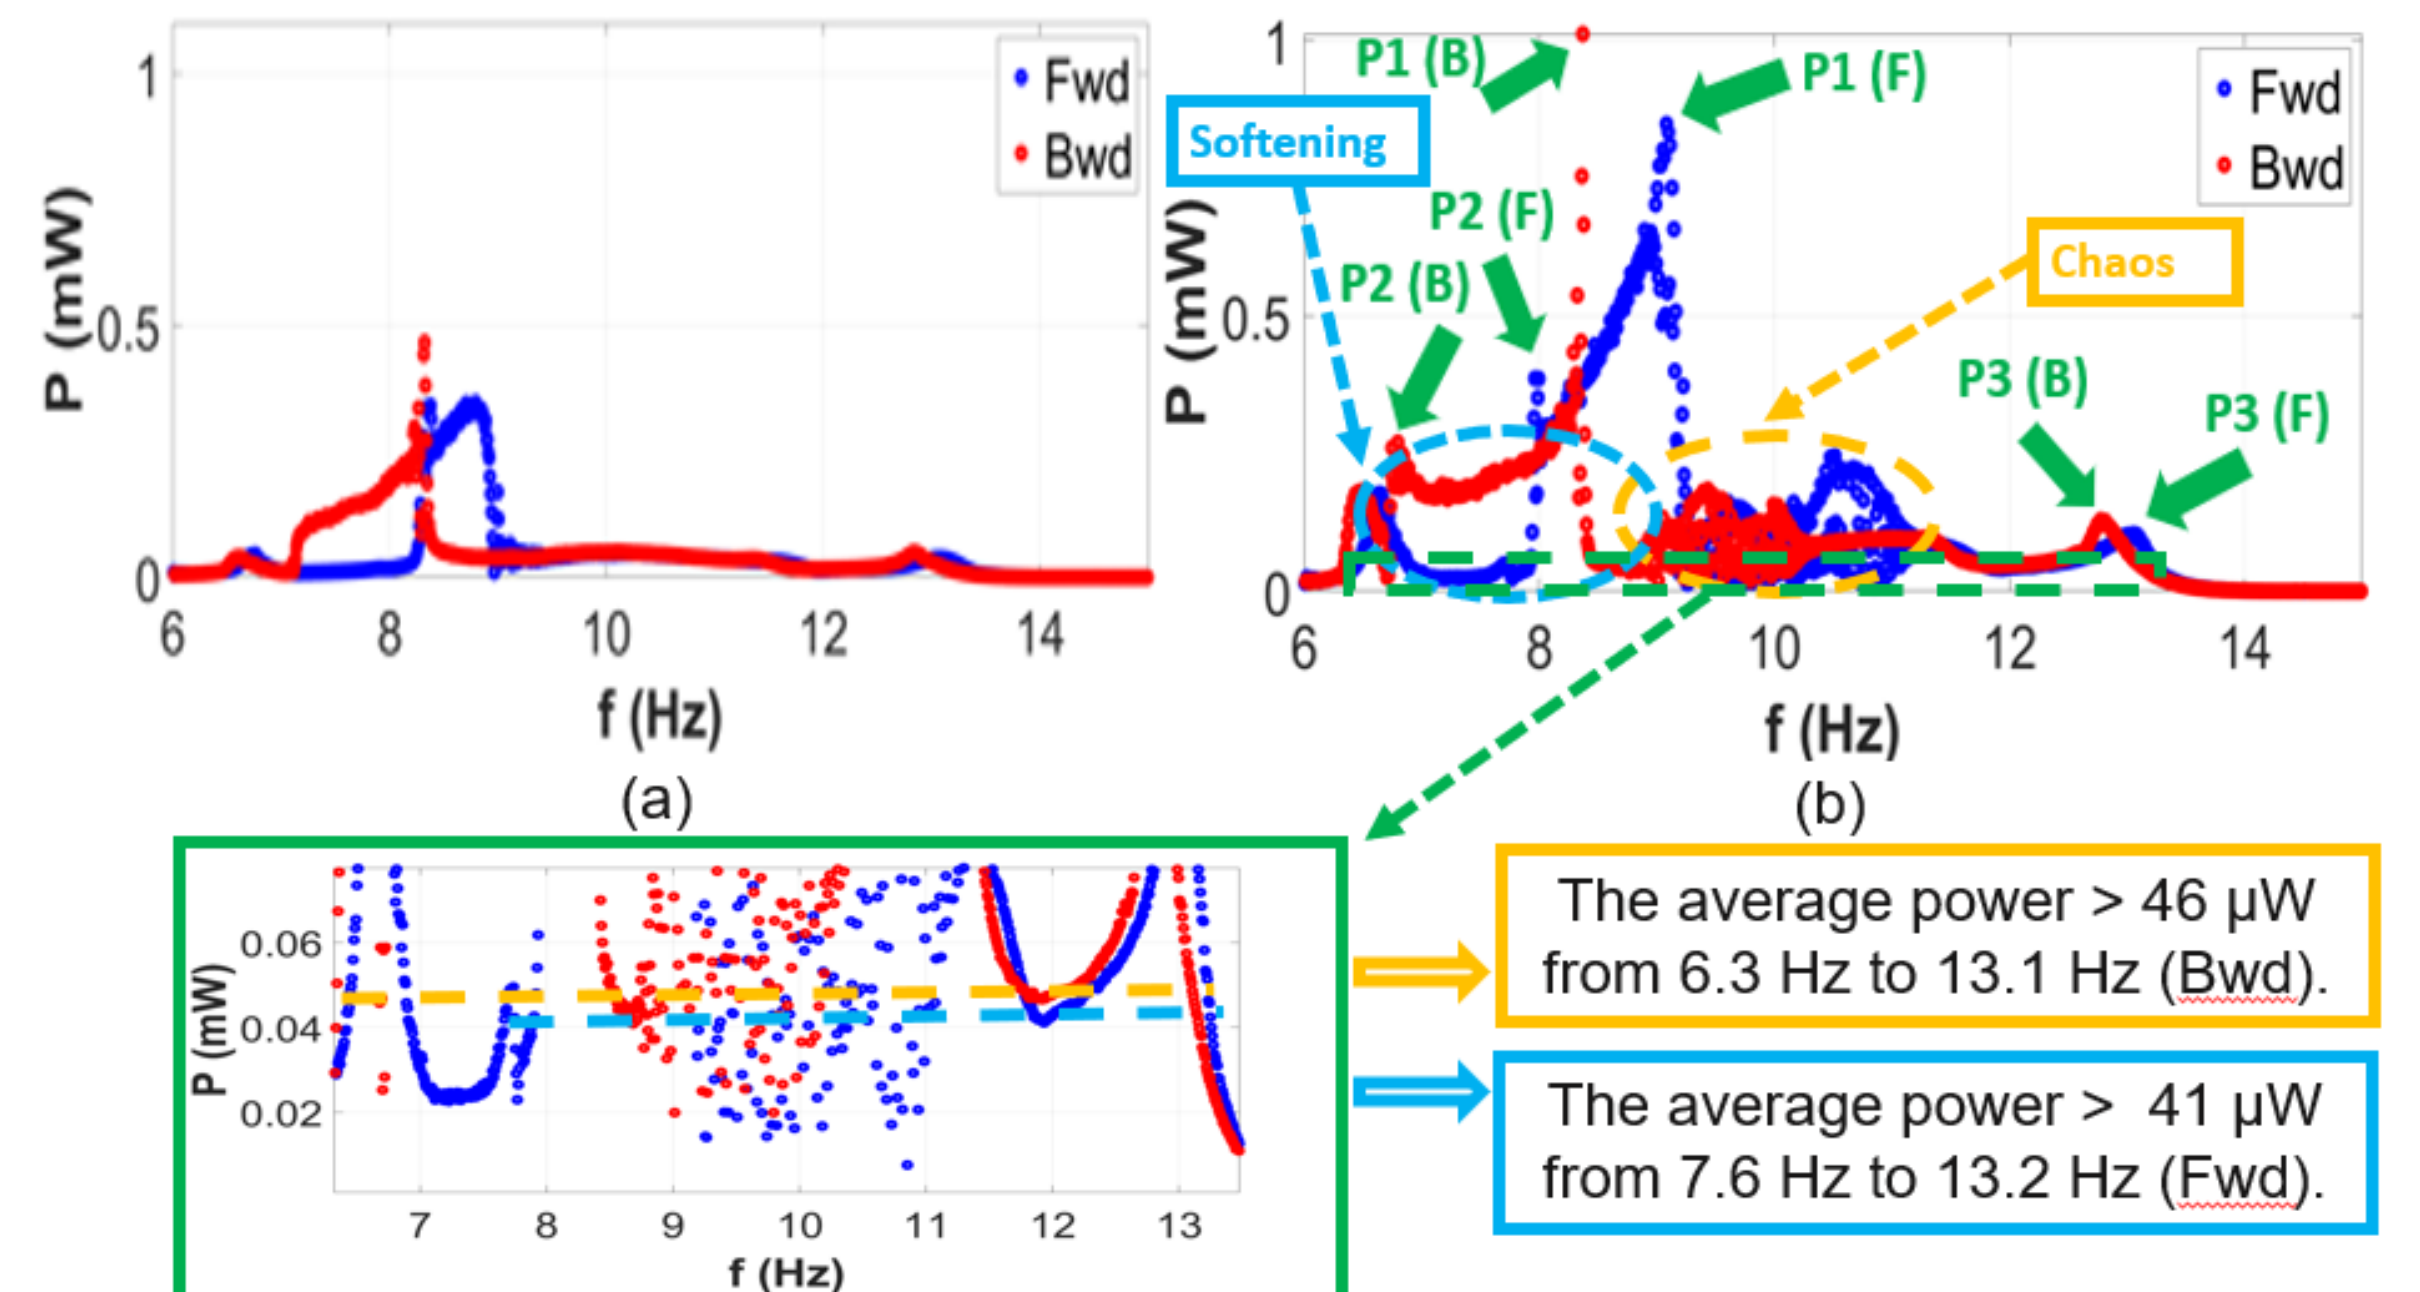 1
0.5
0
P (mW)
Fwd
Bwd
6 8 10 12 14
f (Hz)
(a)
1
0.5
0
P (mW)
P1 (B)
P1 (F)
Softening
P2 (F)
P2 (B)
Chaos
P3 (B)
P3 (F)
Fwd
Bwd
6 8 10 12 14
f (Hz)
(b)
0.06
0.04
0.02
P (mW)
7 8 9 10 11 12 13
f (Hz)
The average power > 46 µW
from 6.3 Hz to 13.1 Hz (Bwd).
The average power > 41 µW
from 7.6 Hz to 13.2 Hz (Fwd).